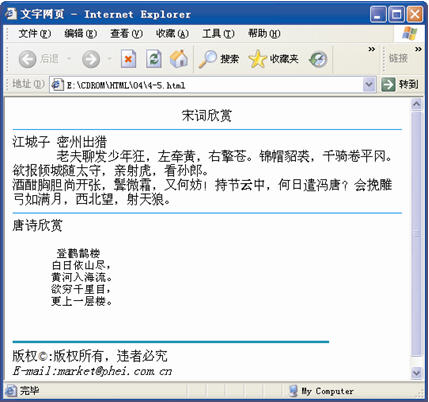 文字网页 - Internet Explorer
文件(F) 编辑(E) 查看(V) 收藏(A) 工具(T) 帮助(H)
后退 搜索 收藏夹 » 链接 »
地址(D) E:\CDROM\HTML\04\4-5.html 转到
宋词欣赏
江城子 密州出猎
老夫聊发少年狂，左牵黄，右擎苍。锦帽貂裘，千骑卷平冈。
欲报倾城随太守，亲射虎，看孙郎。
酒酣胸胆尚开张，鬓微霜，又何妨！持节云中，何日遣冯唐？会挽雕
弓如满月，西北望，射天狼。
唐诗欣赏
登鹳鹊楼
白日依山尽，
黄河入海流。
欲穷千里目，
更上一层楼。
版权©:版权所有，违者必究
E-mail:market@phei.com.cn
完毕 My Computer